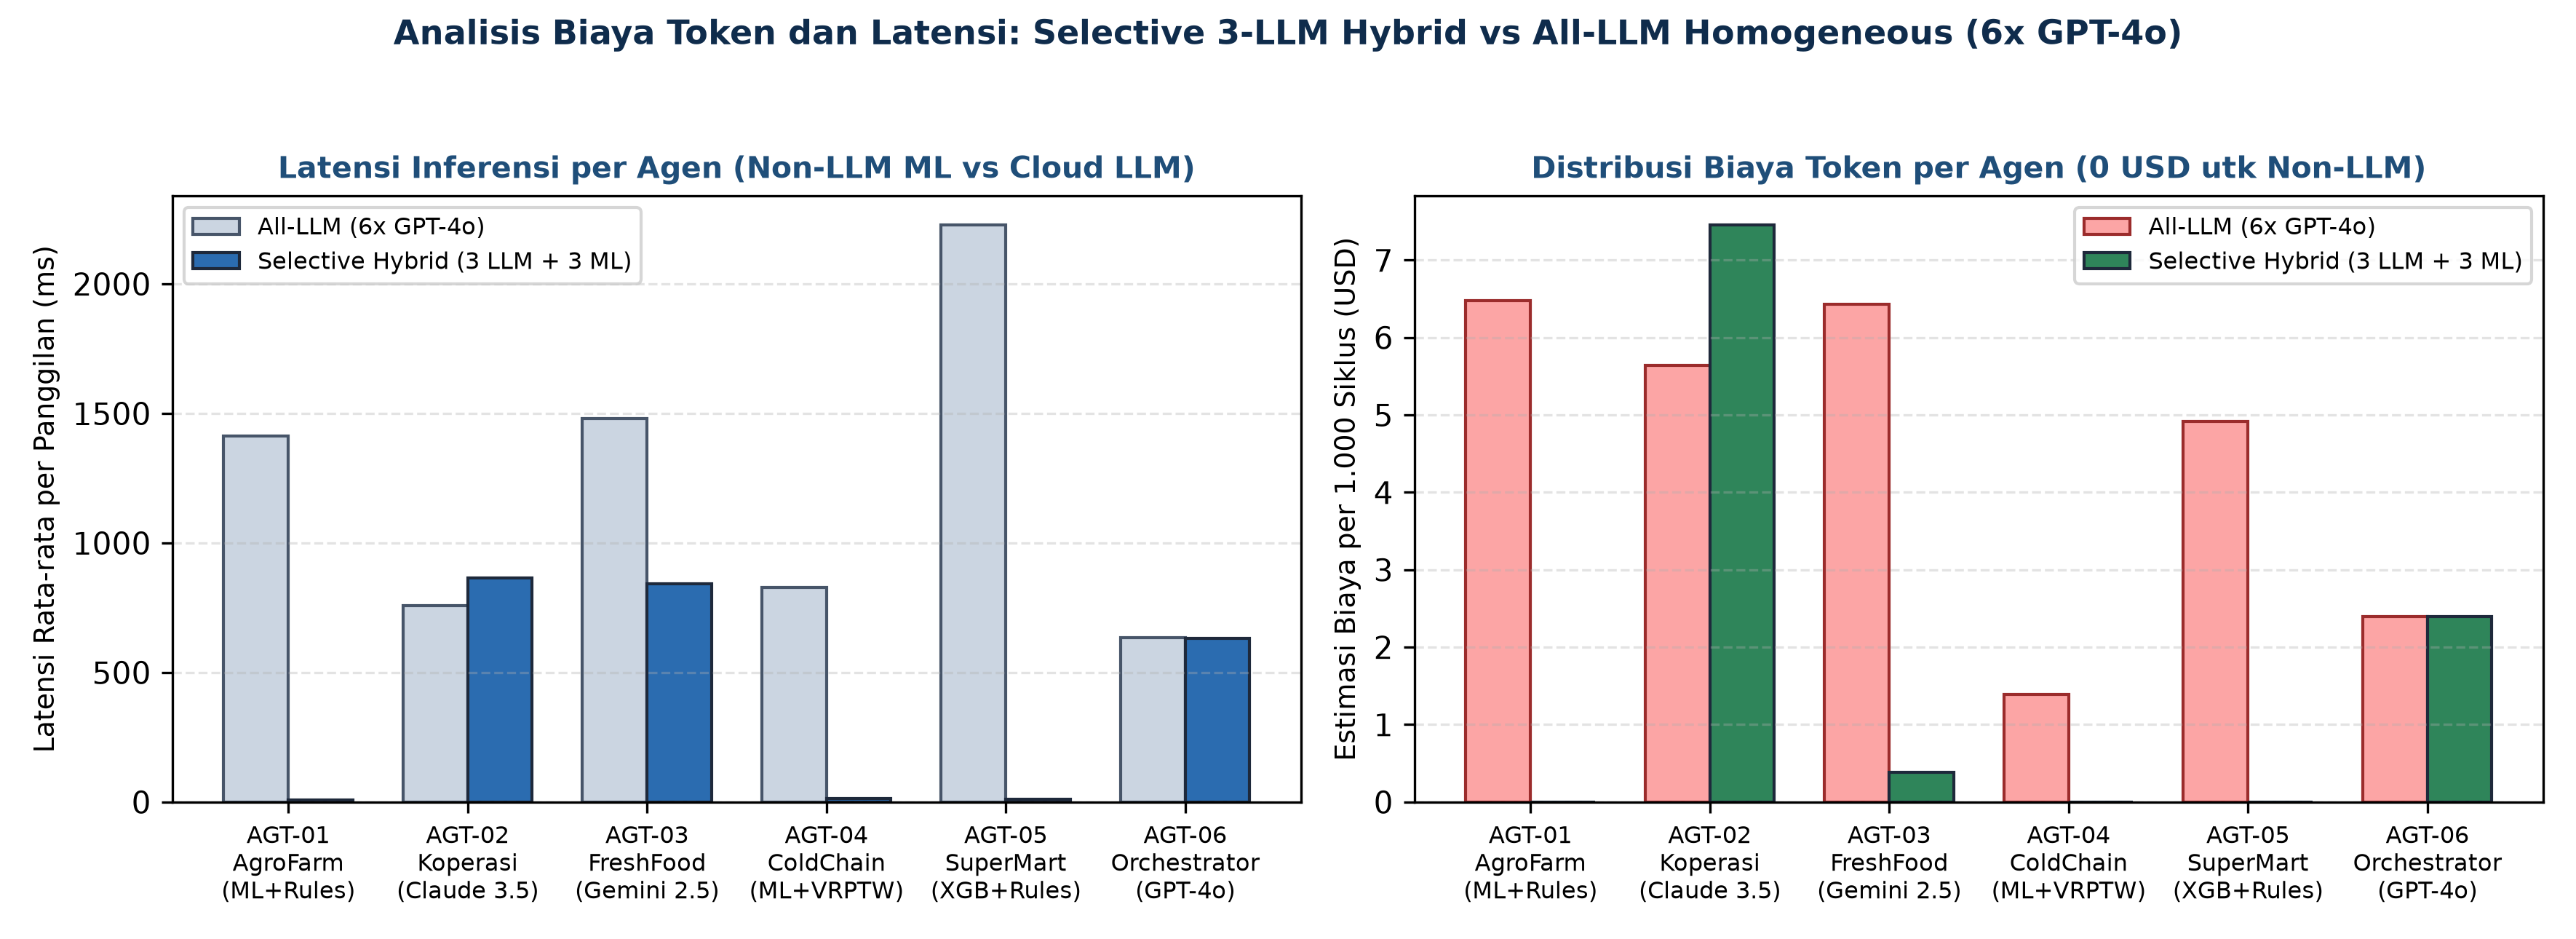 Analisis Biaya Token dan Latensi: Selective 3-LLM Hybrid vs All-LLM Homogeneous (6x GPT-4o)
Latensi Inferensi per Agen (Non-LLM ML vs Cloud LLM)
All-LLM (6x GPT-4o)
Selective Hybrid (3 LLM + 3 ML)
Latensi Rata-rata per Panggilan (ms)
2000
1500
1000
500
0
AGT-01
AgroFarm
(ML+Rules)
AGT-02
Koperasi
(Claude 3.5)
AGT-03
FreshFood
(Gemini 2.5)
AGT-04
ColdChain
(ML+VRPTW)
AGT-05
SuperMart
(XGB+Rules)
AGT-06
Orchestrator
(GPT-4o)
Distribusi Biaya Token per Agen (0 USD utk Non-LLM)
All-LLM (6x GPT-4o)
Selective Hybrid (3 LLM + 3 ML)
Estimasi Biaya per 1.000 Siklus (USD)
7
6
5
4
3
2
1
0
AGT-01
AgroFarm
(ML+Rules)
AGT-02
Koperasi
(Claude 3.5)
AGT-03
FreshFood
(Gemini 2.5)
AGT-04
ColdChain
(ML+VRPTW)
AGT-05
SuperMart
(XGB+Rules)
AGT-06
Orchestrator
(GPT-4o)